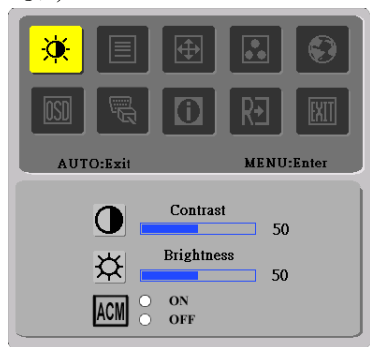 OSD
i
R
EXIT
AUTO:Exit MENU:Enter
Contrast
50
Brightness
50
ACM ON
OFF